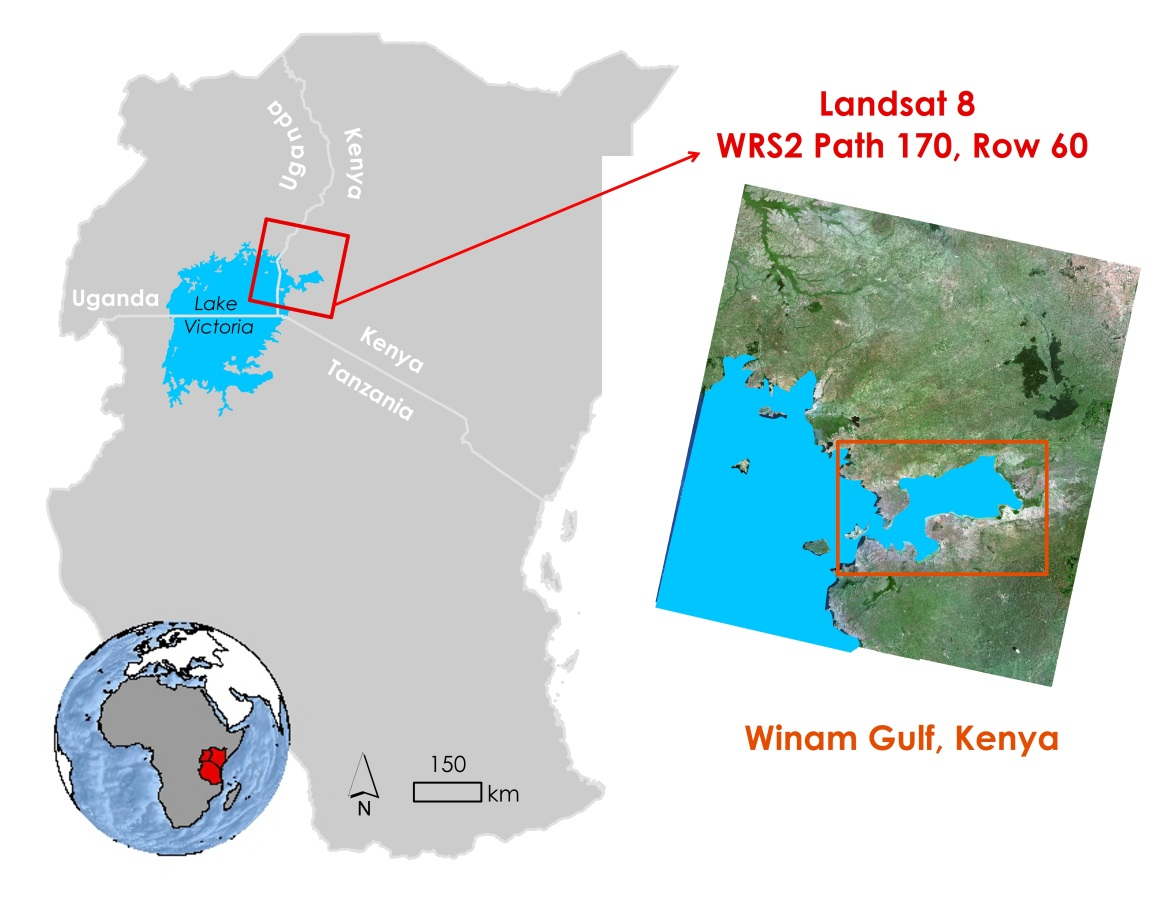 Landsat 8
WRS2 Path 170, Row 60
Uganda
Kenya
Uganda
Lake
Victoria
Kenya
Tanzania
Winam Gulf, Kenya
150
km
N